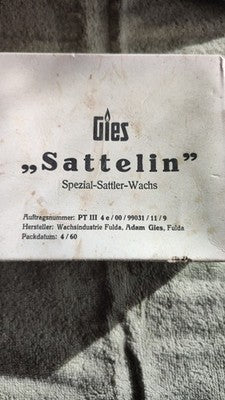 Gies
„Sattelin”
Spezial-Sattler-Wachs
Auftragsnummer: PT III 4 e / 00 / 99031 / 11 / 9
Hersteller: Wachsindustrie Fulda, Adam Gies, Fulda
Packdatum: 4 / 60